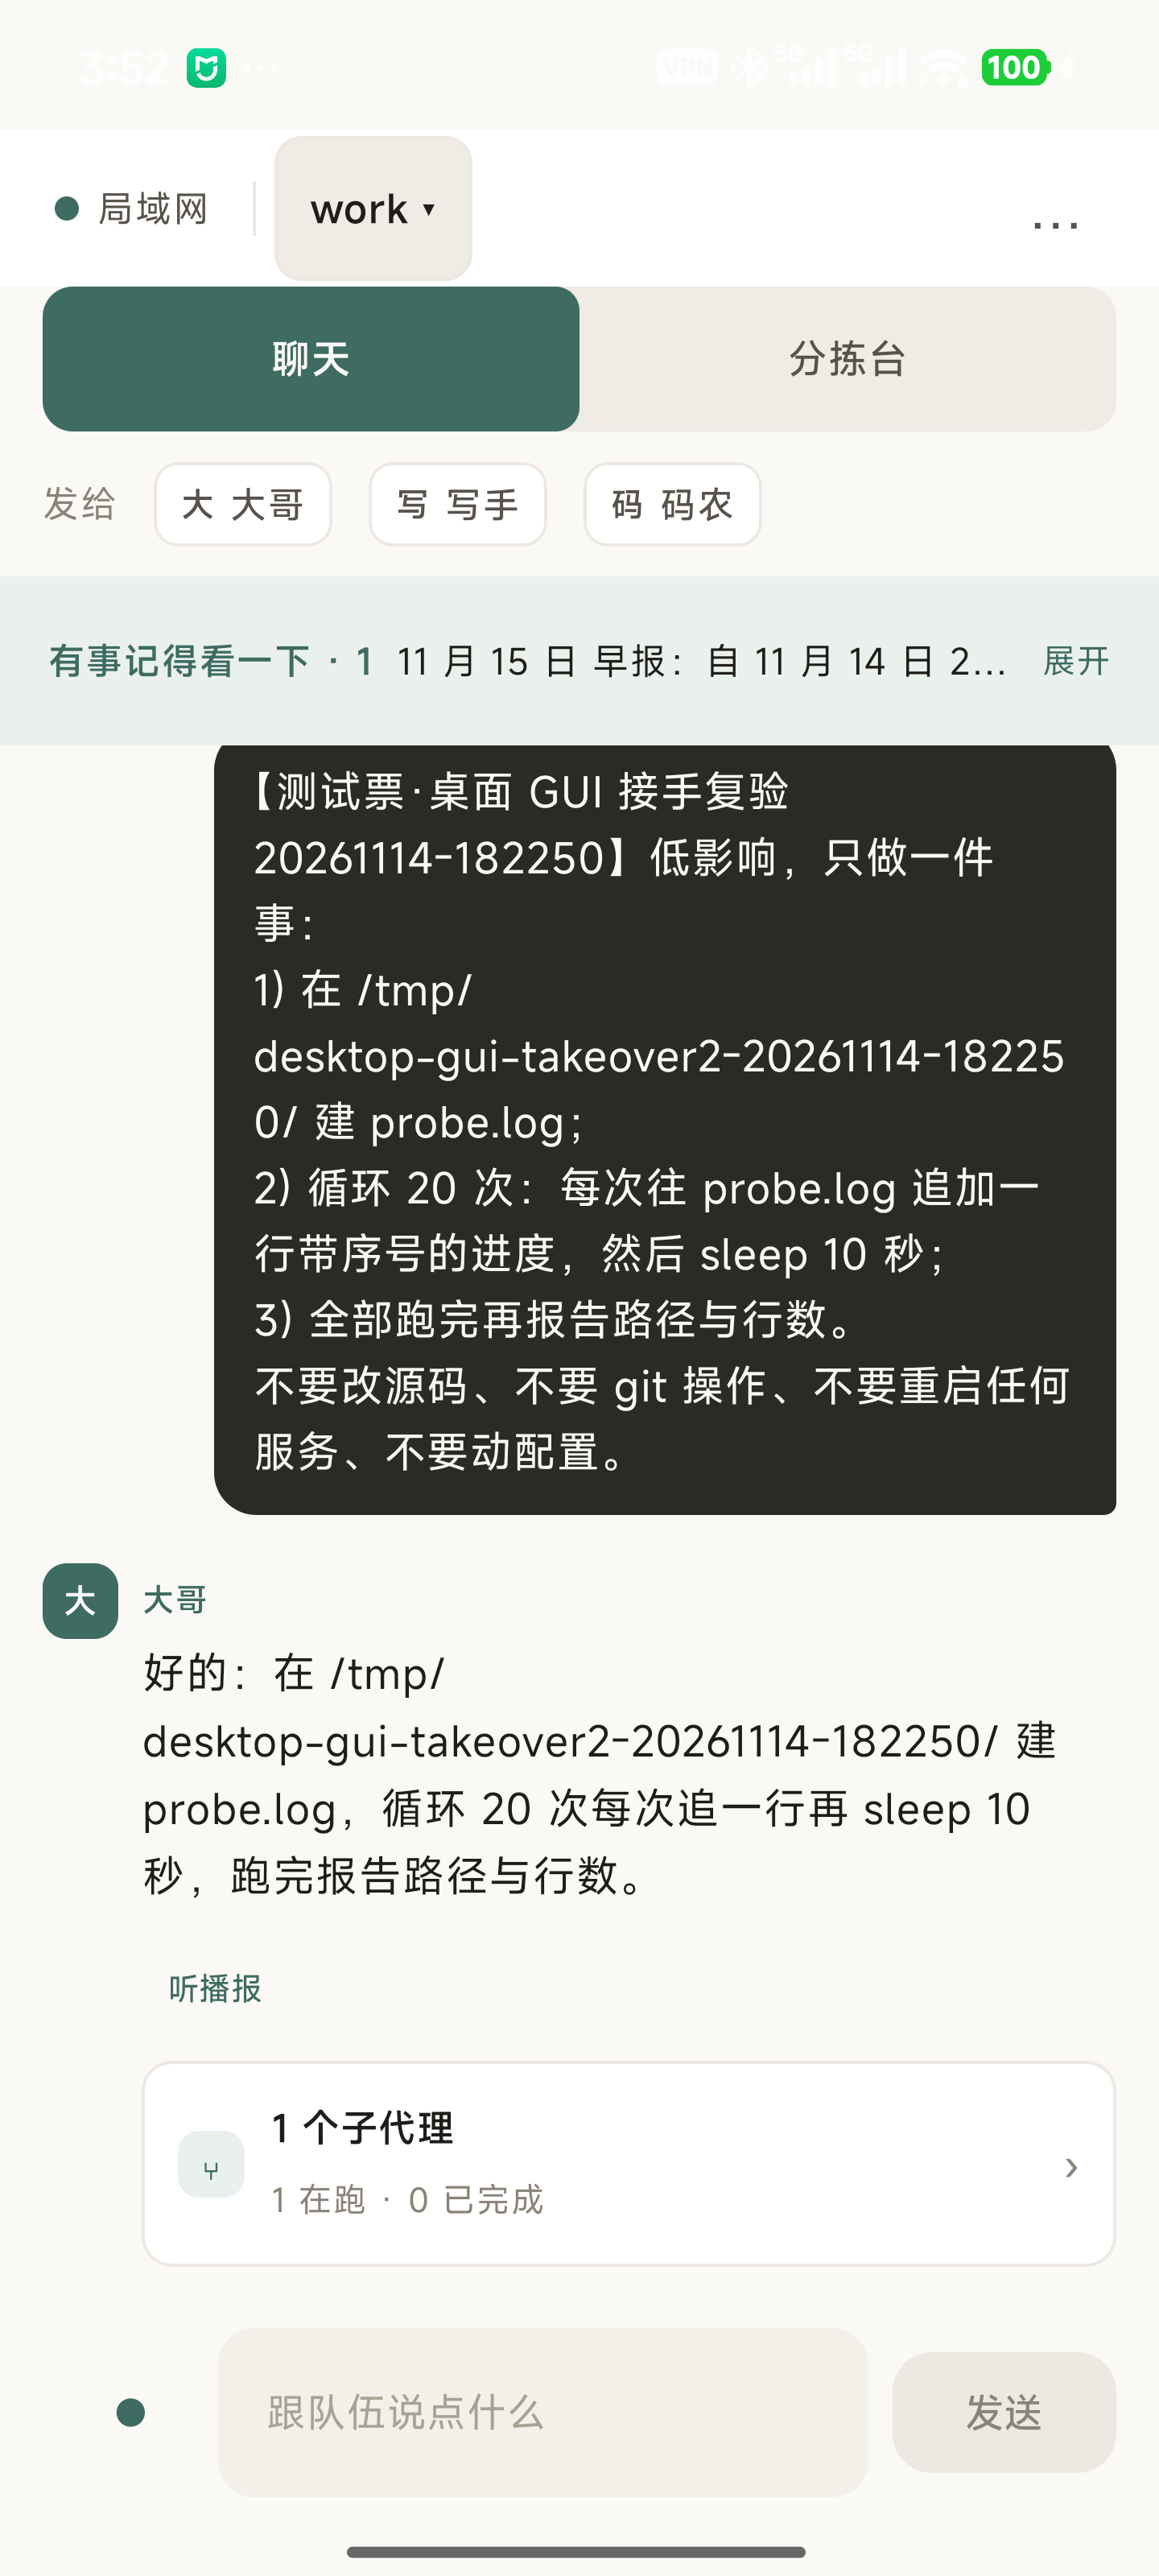 3:52 ... VPN 5G 5G 100
局域网 work ▾ ...
聊天 分拣台
发给 大 大哥 写 写手 码 码农
有事记得看一下 · 1 11 月 15 日 早报：自 11 月 14 日 2... 展开
【测试票·桌面 GUI 接手复验
20261114-182250】低影响，只做一件
事：
1) 在 /tmp/
desktop-gui-takeover2-20261114-18225
0/ 建 probe.log；
2) 循环 20 次：每次往 probe.log 追加一
行带序号的进度，然后 sleep 10 秒；
3) 全部跑完再报告路径与行数。
不要改源码、不要 git 操作、不要重启任何
服务、不要动配置。
大 大哥
好的：在 /tmp/
desktop-gui-takeover2-20261114-182250/ 建
probe.log，循环 20 次每次追一行再 sleep 10
秒，跑完报告路径与行数。
听播报
1 个子代理
1 在跑 · 0 已完成
跟队伍说点什么 发送